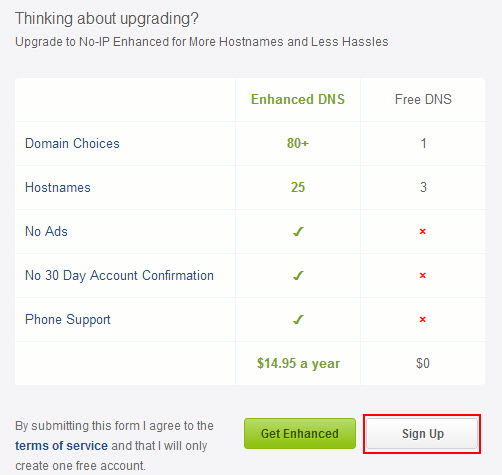 Thinking about upgrading?
Upgrade to No-IP Enhanced for More Hostnames and Less Hassles
Enhanced DNS Free DNS
Domain Choices 80+ 1
Hostnames 25 3
No Ads ✓ ×
No 30 Day Account Confirmation ✓ ×
Phone Support ✓ ×
$14.95 a year $0
By submitting this form I agree to the
terms of service and that I will only
create one free account.
Get Enhanced Sign Up